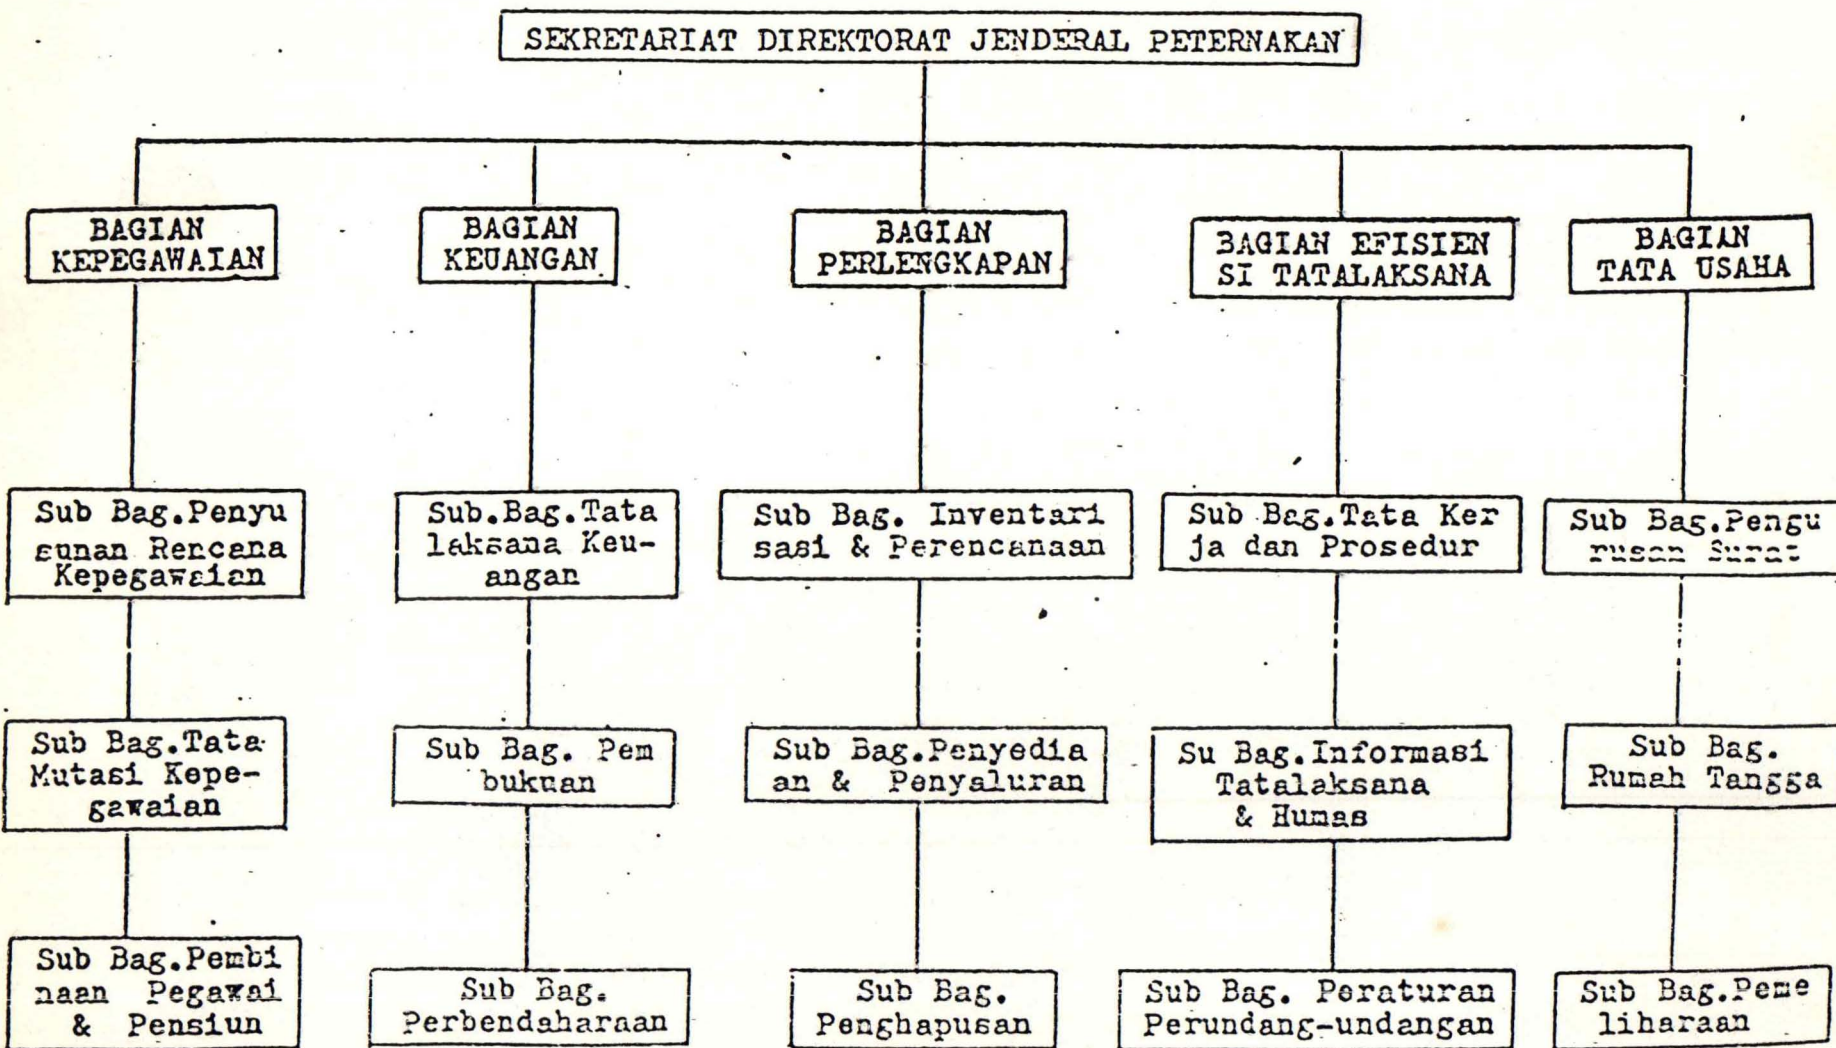 SEKRETARIAT DIREKTORAT JENDERAL PETERNAKAN
BAGIAN
KEPEGAWAIAN
BAGIAN
KEUANGAN
BAGIAN
PERLENGKAPAN
BAGIAN EFISIEN
SI TATALAKSANA
BAGIAN
TATA USAHA
Sub Bag.Penyu
sunan Rencana
Kepegawaian
Sub.Bag.Tata
laksana Keu-
angan
Sub Bag. Inventari
sasi & Perencanaan
Sub Bag.Tata Ker
ja dan Prosedur
Sub Bag.Pengu
rusan Surat
Sub Bag.Tata
Mutasi Kepe-
gawaian
Sub Bag. Pem
bukuan
Sub Bag.Penyedia
an & Penyaluran
Su Bag.Informasi
Tatalaksana
& Humas
Sub Bag.
Rumah Tangga
Sub Bag.Pembi
naan Pegawai
& Pensiun
Sub Bag.
Perbendaharaan
Sub Bag.
Penghapusan
Sub Bag. Peraturan
Perundang-undangan
Sub Bag.Peme
liharaan